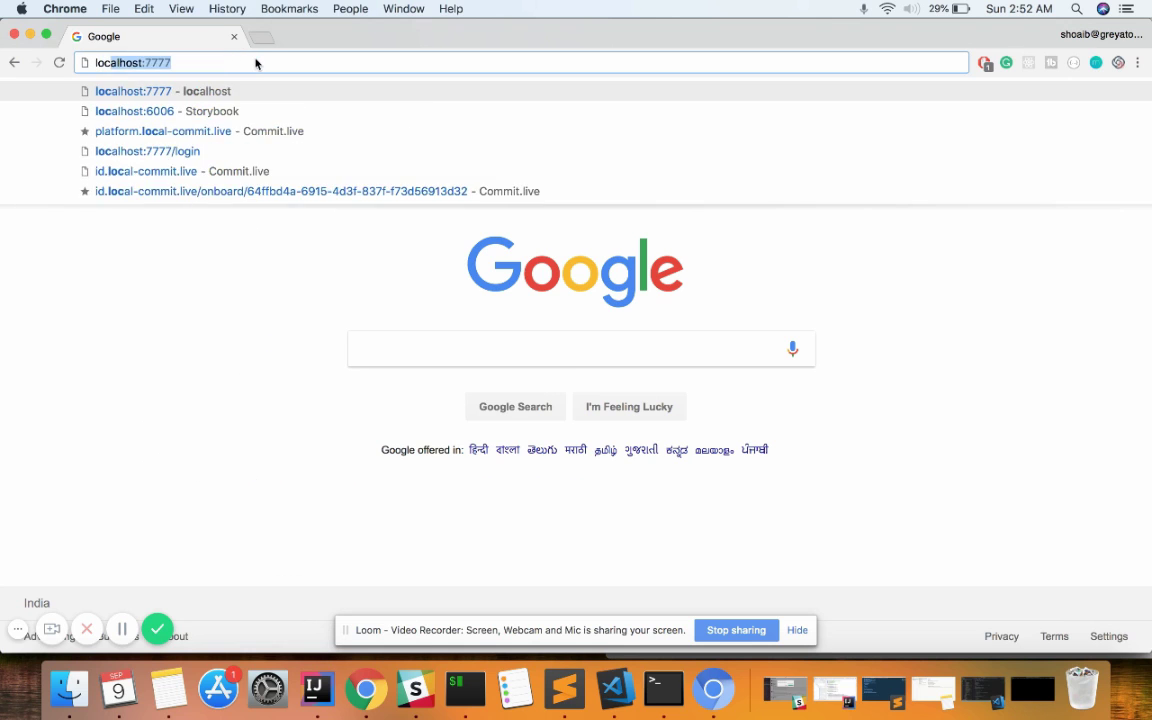 Chrome File Edit View History Bookmarks People Window Help 29% Sun 2:52 AM
Google shoaib@greyato...
localhost:7777
localhost:7777 - localhost
localhost:6006 - Storybook
platform.local-commit.live - Commit.live
localhost:7777/login
id.local-commit.live - Commit.live
id.local-commit.live/onboard/64ffbd4a-6915-4d3f-837f-f73d56913d32 - Commit.live
Google
Google Search I'm Feeling Lucky
Google offered in: हिन्दी বাংলা తెలుగు मराठी தமிழ் ગુજરાતી ಕನ್ನಡ മലയാളം ਪੰਜਾਬੀ
India
Loom - Video Recorder: Screen, Webcam and Mic is sharing your screen. Stop sharing Hide
Privacy Terms Settings
SEP
9
1
IJ